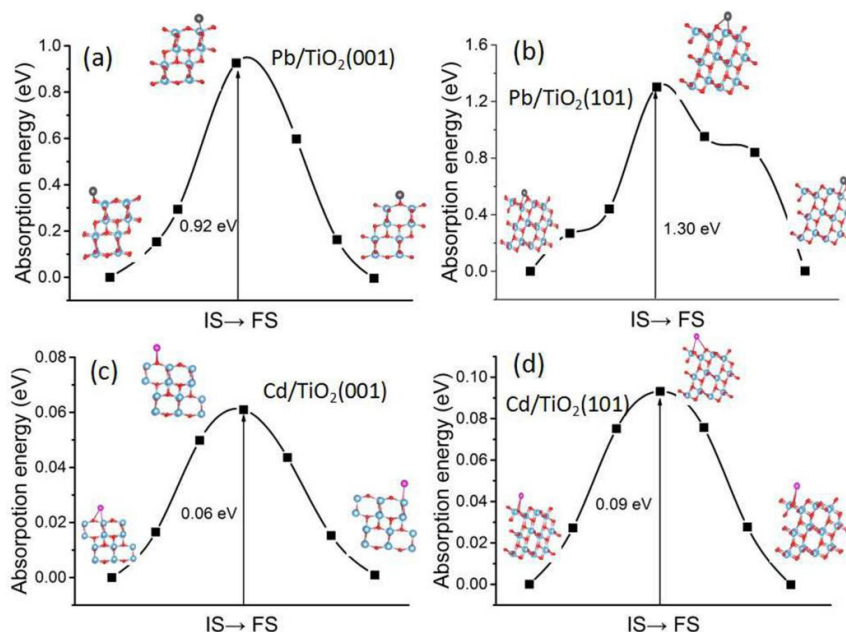 (a)
Pb/TiO₂(001)
Absorption energy (eV)
1.0
0.8
0.6
0.4
0.2
0.0
0.92 eV
IS→ FS
(b)
Pb/TiO₂(101)
Absorption energy (eV)
1.6
1.2
0.8
0.4
0.0
1.30 eV
IS→ FS
(c)
Cd/TiO₂(001)
Absorpotion energy (eV)
0.08
0.06
0.04
0.02
0.00
0.06 eV
IS→ FS
(d)
Cd/TiO₂(101)
Absorption energy (eV)
0.10
0.08
0.06
0.04
0.02
0.00
0.09 eV
IS→ FS